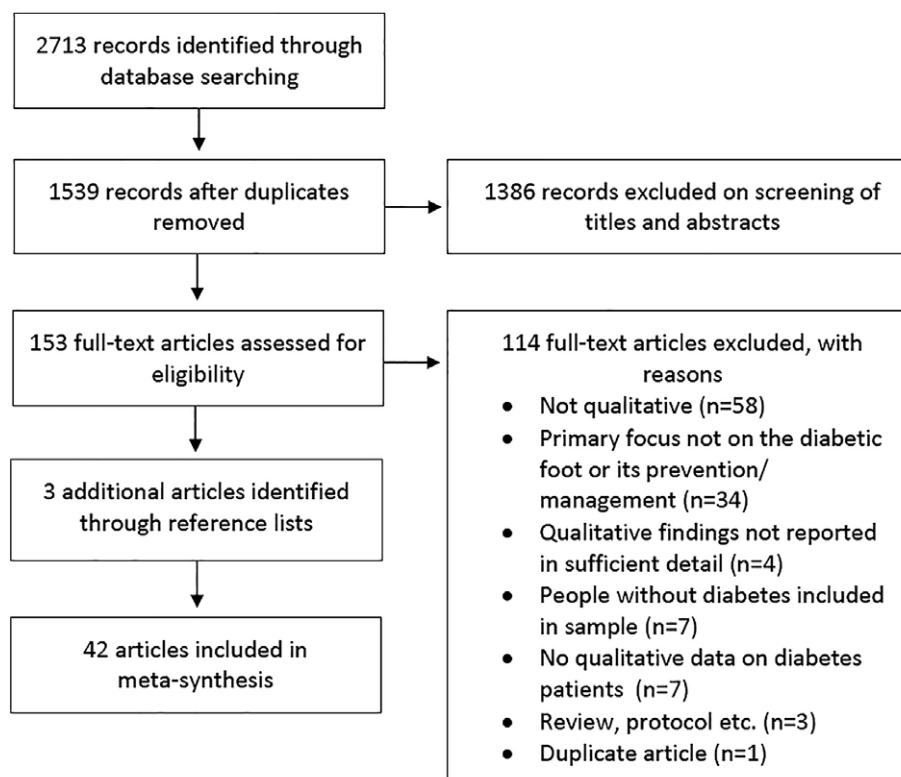 2713 records identified through
database searching
1539 records after duplicates
removed
1386 records excluded on screening of
titles and abstracts
153 full-text articles assessed for
eligibility
114 full-text articles excluded, with
reasons
• Not qualitative (n=58)
• Primary focus not on the diabetic
foot or its prevention/
management (n=34)
• Qualitative findings not reported
in sufficient detail (n=4)
• People without diabetes included
in sample (n=7)
• No qualitative data on diabetes
patients (n=7)
• Review, protocol etc. (n=3)
• Duplicate article (n=1)
3 additional articles identified
through reference lists
42 articles included in
meta-synthesis